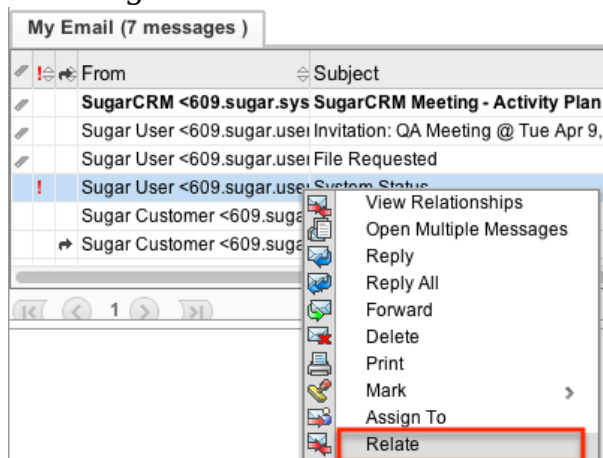 My Email (7 messages )
! From Subject
SugarCRM <609.sugar.sys SugarCRM Meeting - Activity Plan
Sugar User <609.sugar.user Invitation: QA Meeting @ Tue Apr 9,
Sugar User <609.sugar.user File Requested
! Sugar User <609.sugar.use System Status
Sugar Customer <609.suga
Sugar Customer <609.suga
1
View Relationships
Open Multiple Messages
Reply
Reply All
Forward
Delete
Print
Mark >
Assign To
Relate